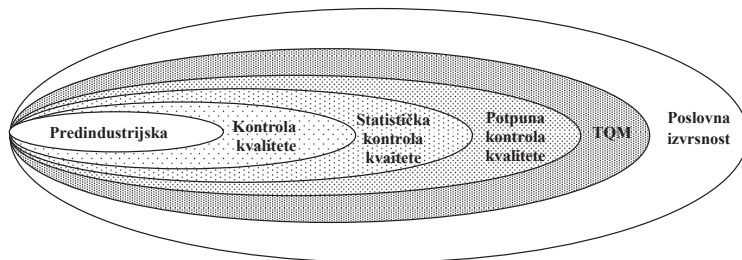 Predindustrijska
Kontrola
kvalitete
Statistička
kontrola
kvaitete
Potpuna
kontrola
kvalitete
TQM
Poslovna
izvrsnost